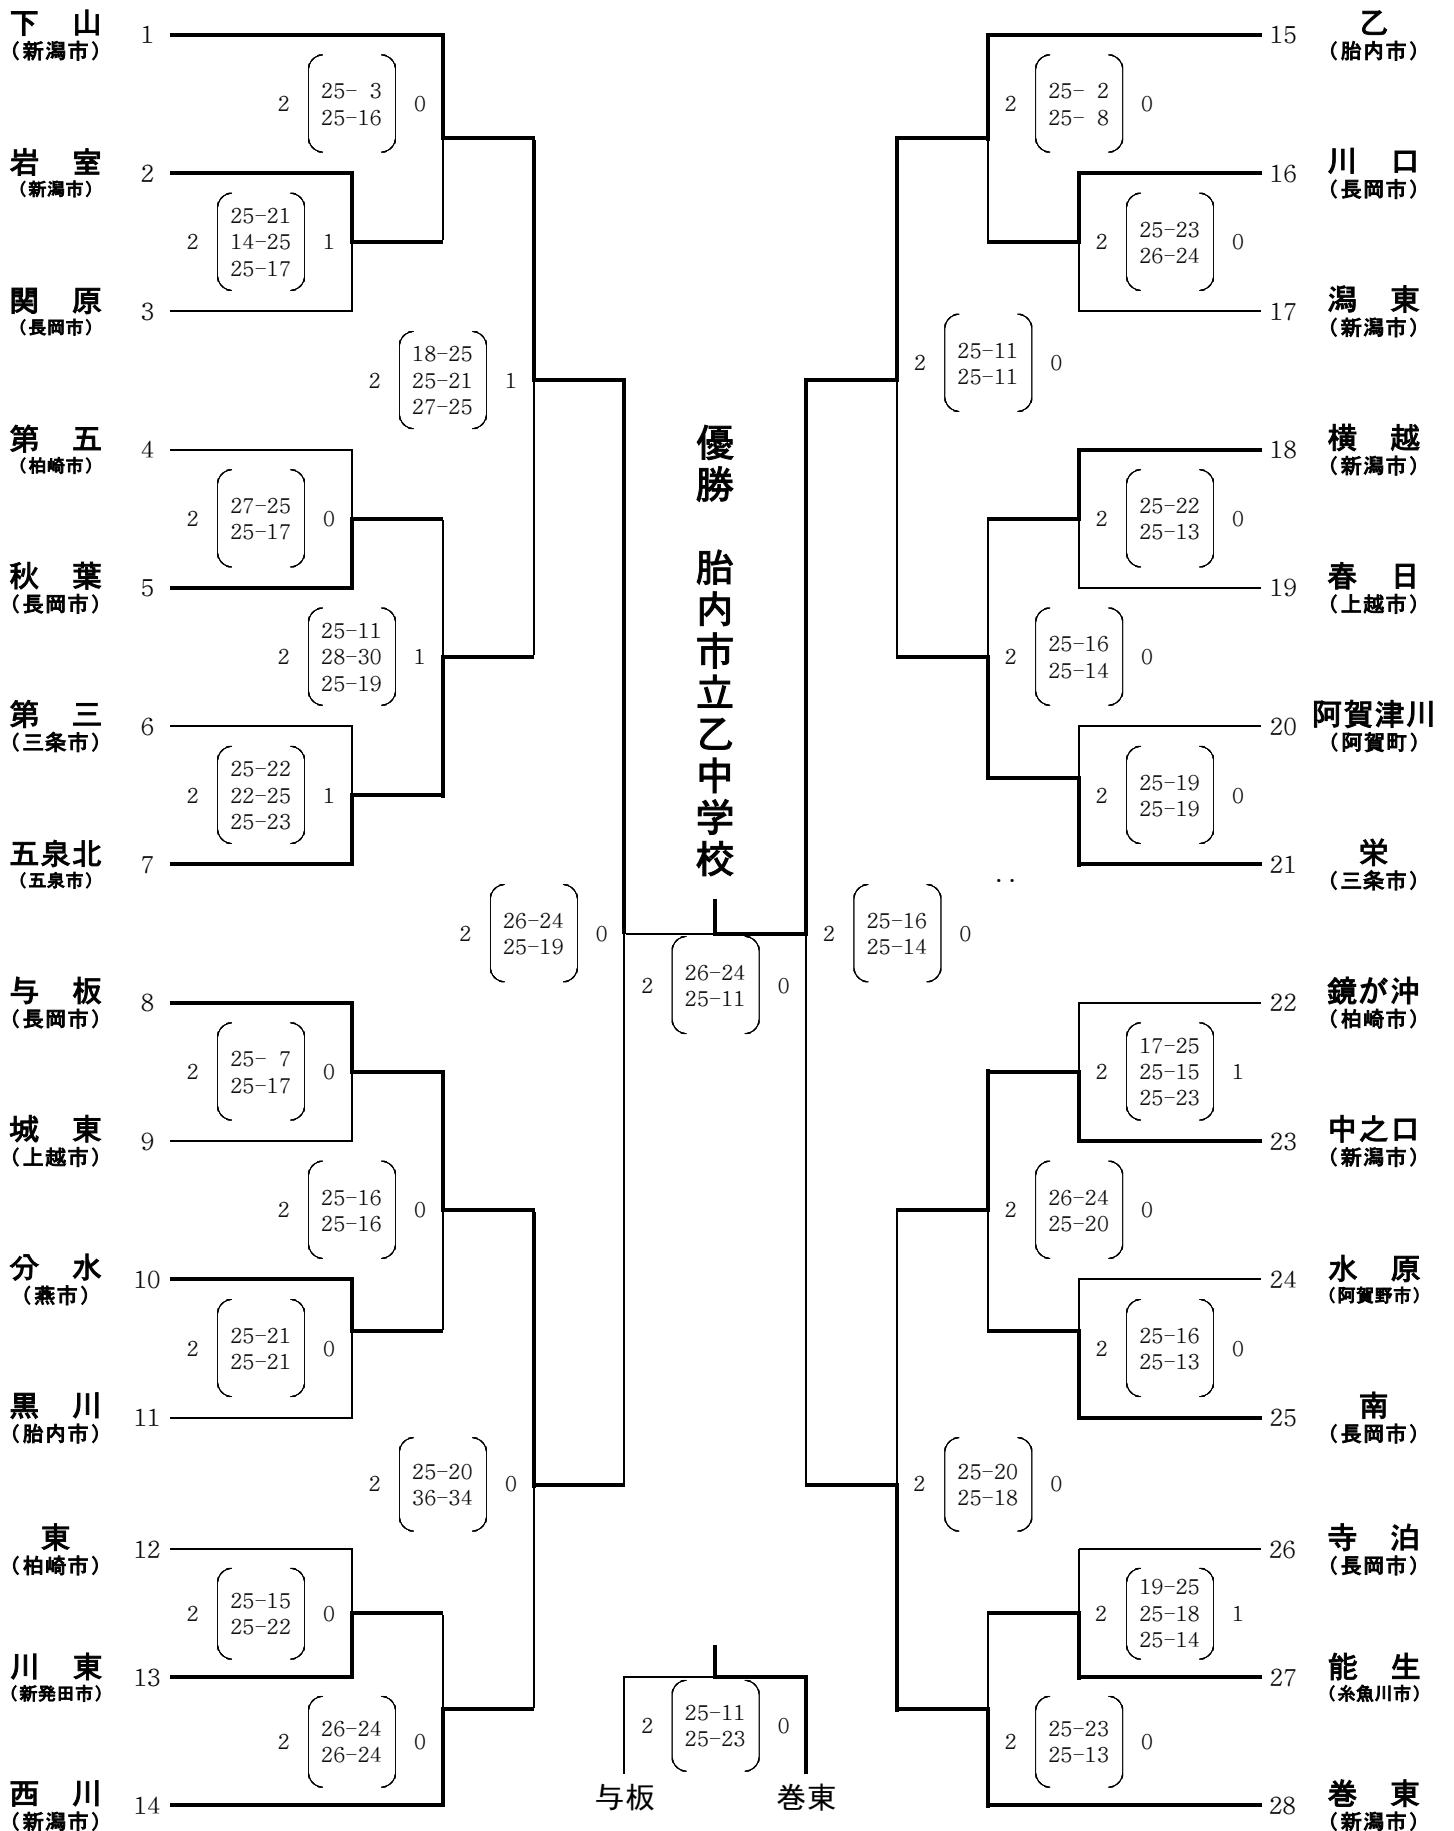 下 山 1
(新潟市)
2 25- 3 0
25-16
岩 室 2
(新潟市)
2 25-21 1
14-25
25-17
関 原 3
(長岡市)
2 18-25 1
25-21
27-25
第 五 4
(柏崎市)
2 27-25 0
25-17
秋 葉 5
(長岡市)
2 25-11 1
28-30
25-19
第 三 6
(三条市)
2 25-22 1
22-25
25-23
五泉北 7
(五泉市)
2 26-24 0
25-19
与 板 8
(長岡市)
2 25- 7 0
25-17
城 東 9
(上越市)
2 25-16 0
25-16
分 水 10
(燕市)
2 25-21 0
25-21
黒 川 11
(胎内市)
2 25-20 0
36-34
東 12
(柏崎市)
2 25-15 0
25-22
川 東 13
(新発田市)
2 26-24 0
26-24
西 川 14
(新潟市)
優勝 胎内市立乙中学校
2 26-24 0
25-11
2 25-11 0
25-23
与板 巻東
15 乙
(胎内市)
2 25- 2 0
25- 8
16 川 口
(長岡市)
2 25-23 0
26-24
17 潟 東
(新潟市)
2 25-11 0
25-11
18 横 越
(新潟市)
2 25-22 0
25-13
19 春 日
(上越市)
2 25-16 0
25-14
20 阿賀津川
(阿賀町)
2 25-19 0
25-19
21 栄
(三条市)
. .
2 25-16 0
25-14
22 鏡が沖
(柏崎市)
2 17-25 1
25-15
25-23
23 中之口
(新潟市)
2 26-24 0
25-20
24 水 原
(阿賀野市)
2 25-16 0
25-13
25 南
(長岡市)
2 25-20 0
25-18
26 寺 泊
(長岡市)
2 19-25 1
25-18
25-14
27 能 生
(糸魚川市)
2 25-23 0
25-13
28 巻 東
(新潟市)